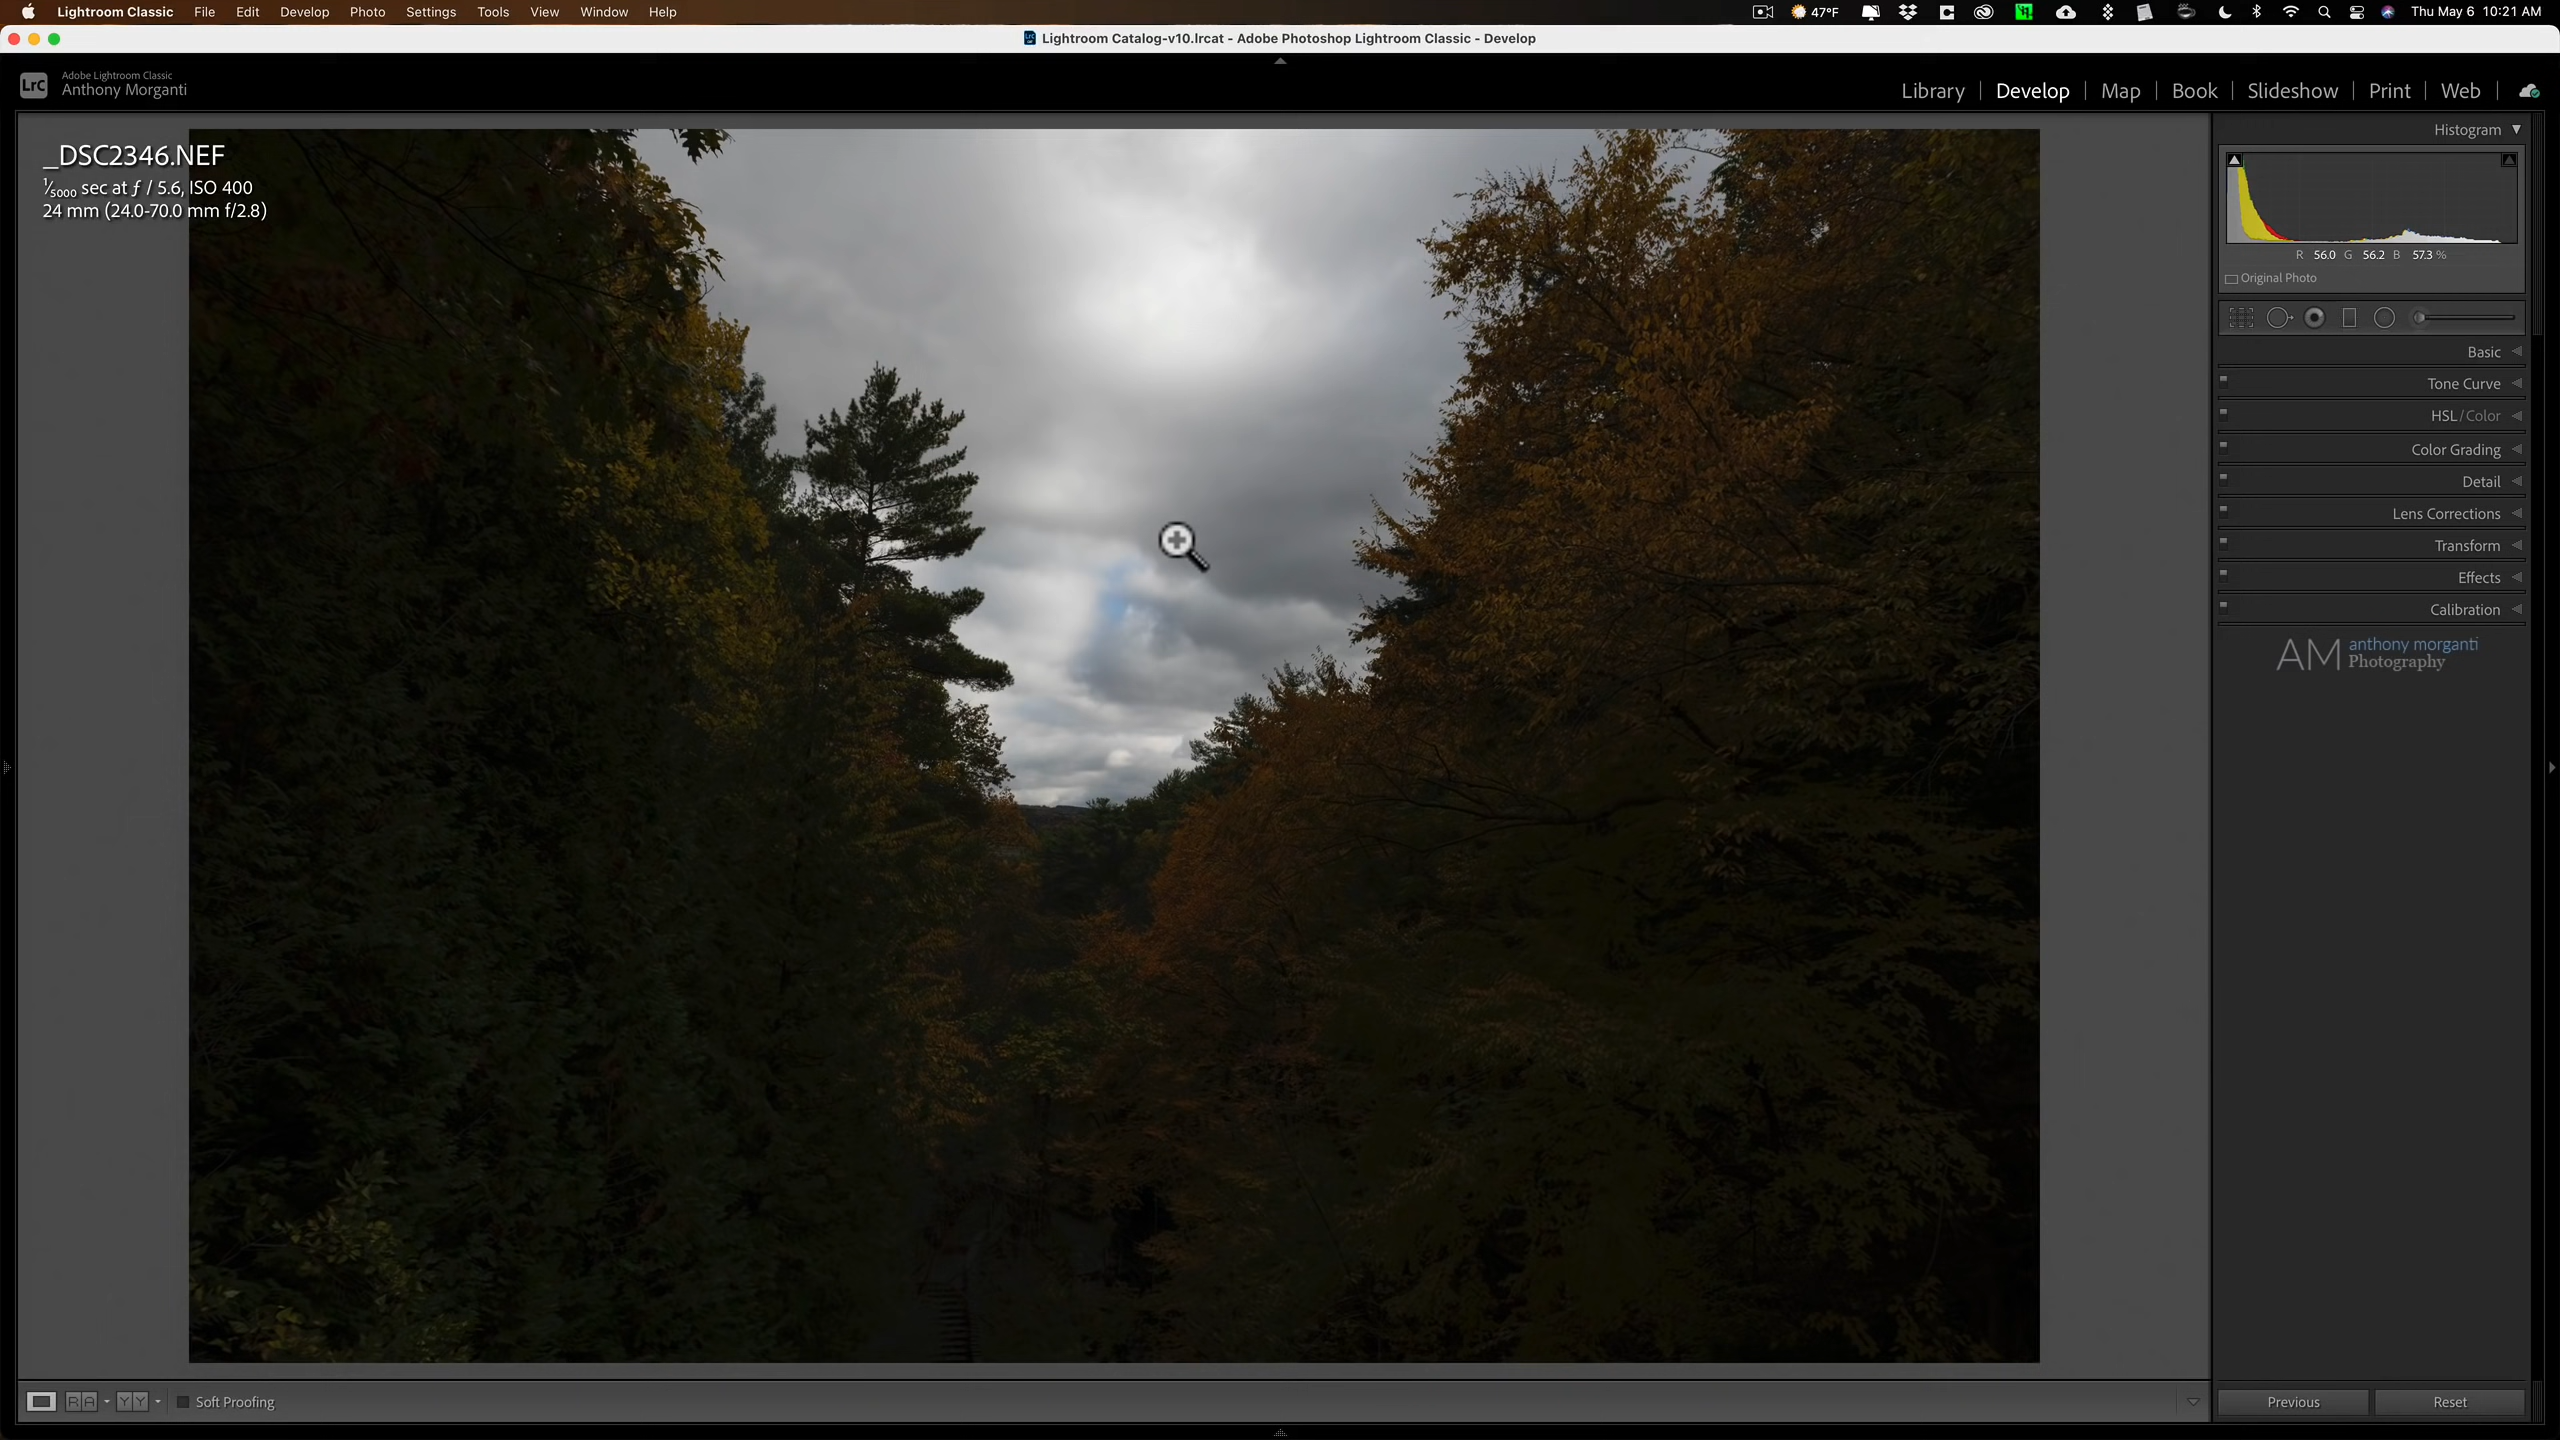 Lightroom Classic File Edit Develop Photo Settings Tools View Window Help 47°F Thu May 6 10:21 AM
Lightroom Catalog-v10.lrcat - Adobe Photoshop Lightroom Classic - Develop
LrC
Adobe Lightroom Classic
Anthony Morganti
Library | Develop | Map | Book | Slideshow | Print | Web |
_DSC2346.NEF
1/5000 sec at ƒ / 5.6, ISO 400
24 mm (24.0-70.0 mm f/2.8)
Histogram
R 56.0 G 56.2 B 57.3 %
Original Photo
Basic
Tone Curve
HSL / Color
Color Grading
Detail
Lens Corrections
Transform
Effects
Calibration
AM anthony morganti
Photography
R A Y Y Soft Proofing
Previous Reset